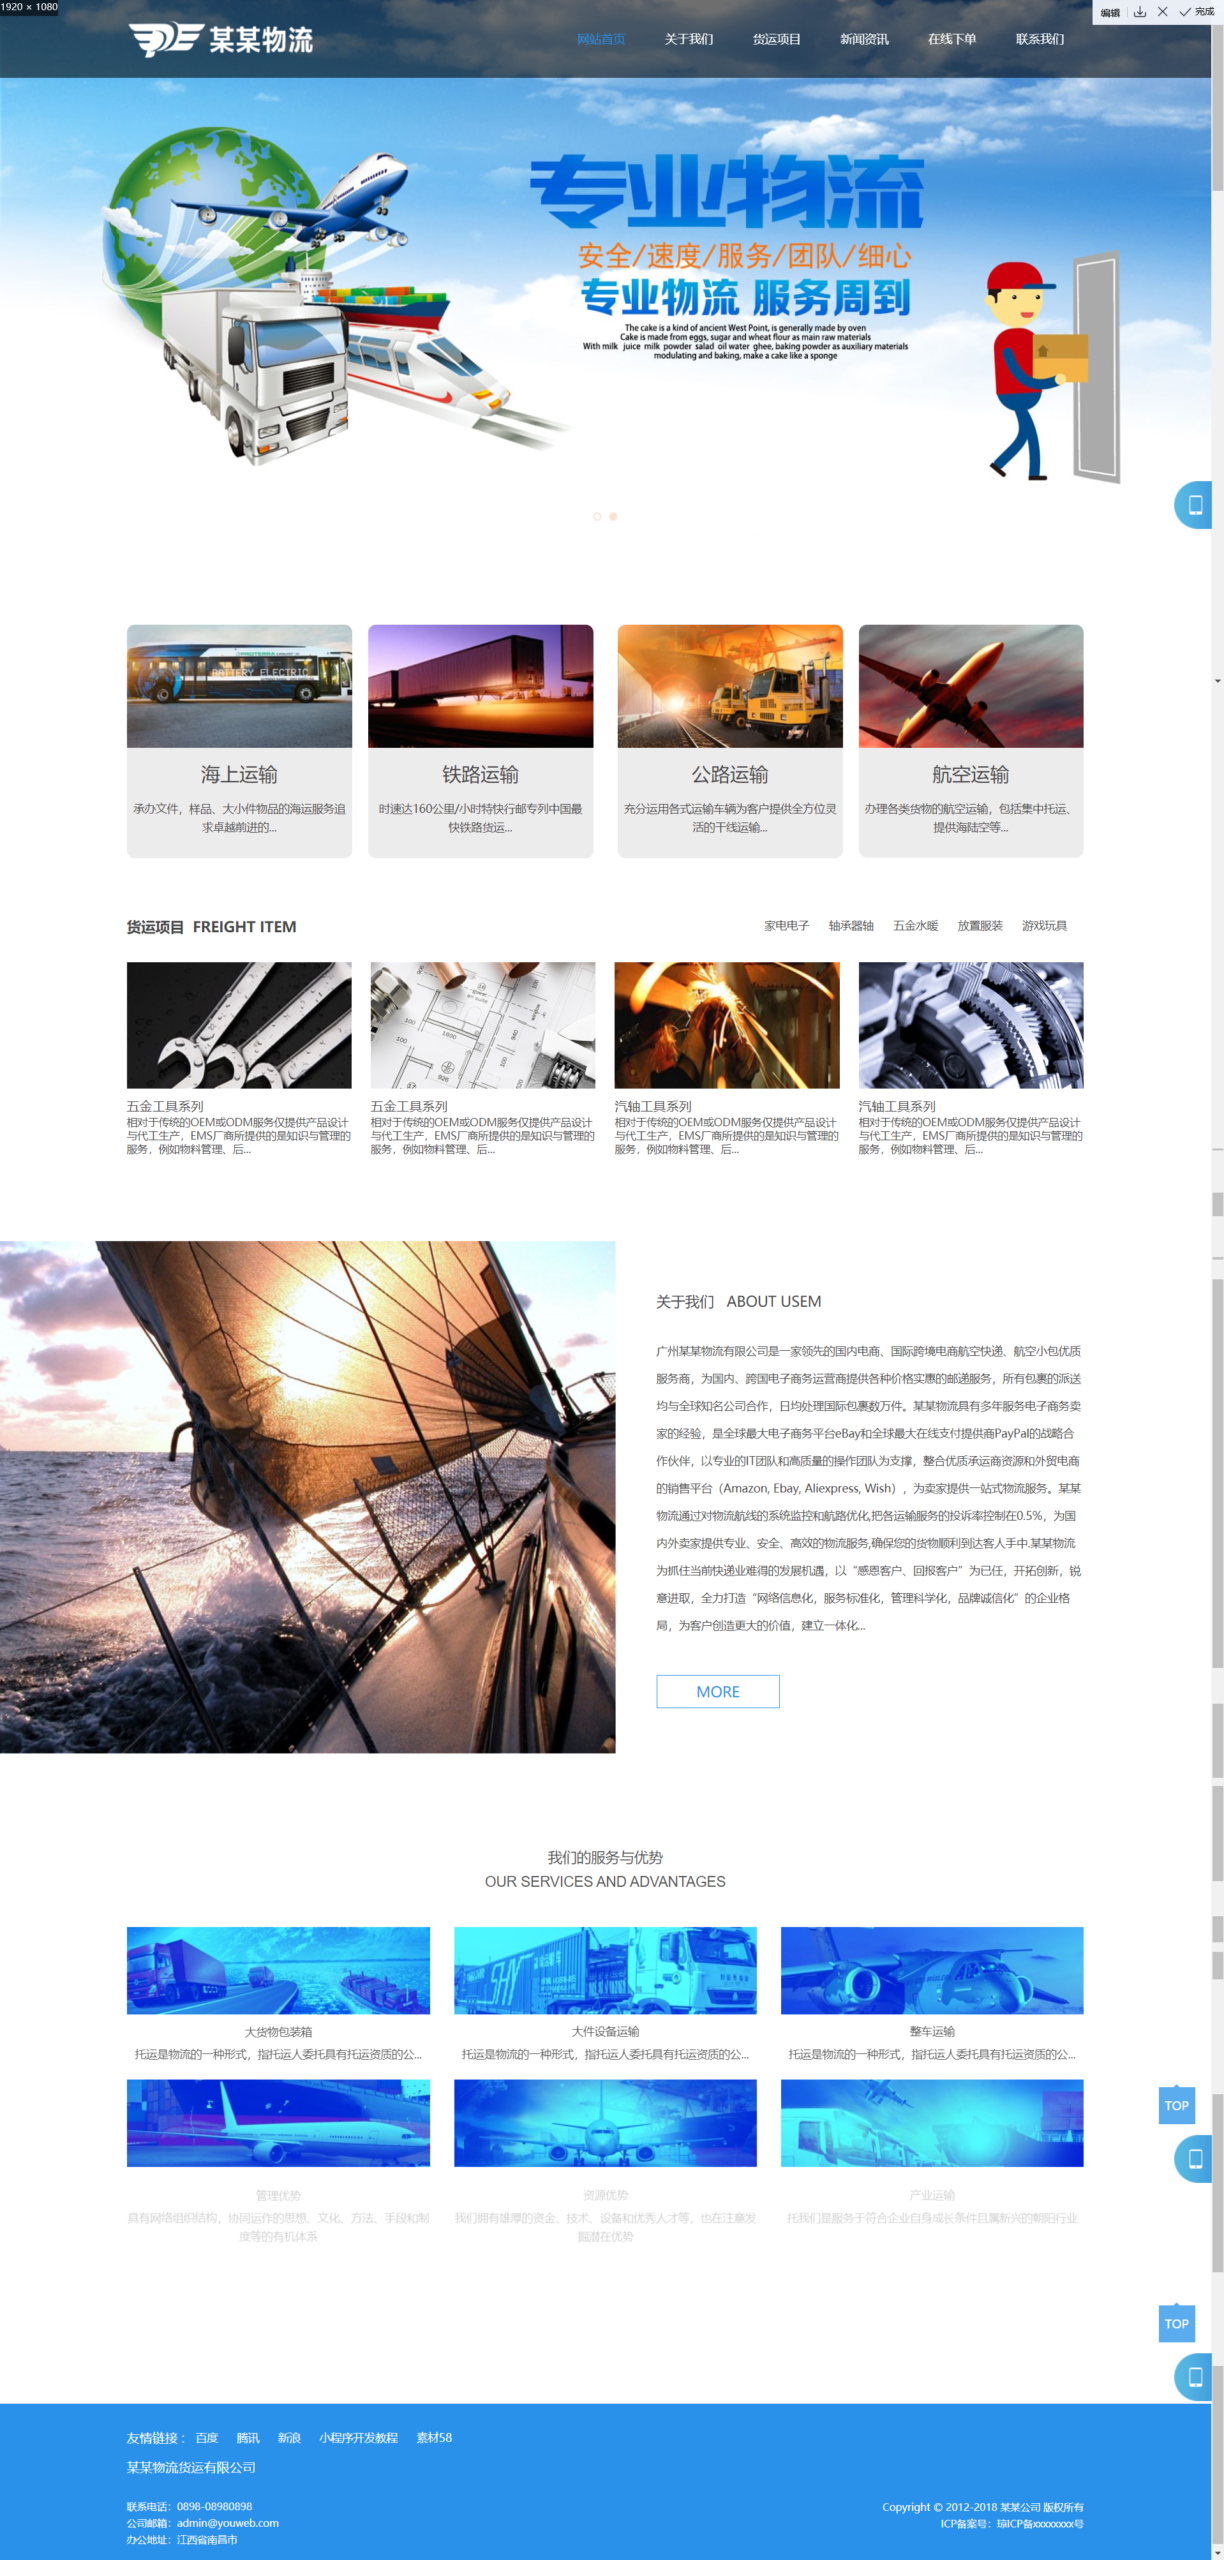 1920 × 1080
编辑
完成
某某物流
网站首页 关于我们 货运项目 新闻资讯 在线下单 联系我们
专业物流
安全/速度/服务/团队/细心
专业物流 服务周到
The cake is a kind of ancient West Point, is generally made by oven
Cake is made from eggs, sugar and wheat flour as main raw materials
With milk juice milk powder salad oil water ghee, baking powder as auxiliary materials
modulating and baking, make a cake like a sponge
PROTERRA
BATTERY ELECTRIC
海上运输
承办文件，样品、大小件物品的海运服务追
求卓越前进的...
铁路运输
时速达160公里/小时特快行邮专列中国最
快铁路货运...
公路运输
充分运用各式运输车辆为客户提供全方位灵
活的干线运输...
航空运输
办理各类货物的航空运输，包括集中托运、
提供海陆空等...
货运项目 FREIGHT ITEM
家电电子 轴承器轴 五金水暖 放置服装 游戏玩具
五金工具系列
相对于传统的OEM或ODM服务仅提供产品设计
与代工生产，EMS厂商所提供的是知识与管理的
服务，例如物料管理、后...
五金工具系列
相对于传统的OEM或ODM服务仅提供产品设计
与代工生产，EMS厂商所提供的是知识与管理的
服务，例如物料管理、后...
汽轴工具系列
相对于传统的OEM或ODM服务仅提供产品设计
与代工生产，EMS厂商所提供的是知识与管理的
服务，例如物料管理、后...
汽轴工具系列
相对于传统的OEM或ODM服务仅提供产品设计
与代工生产，EMS厂商所提供的是知识与管理的
服务，例如物料管理、后...
关于我们 ABOUT USEM
广州某某物流有限公司是一家领先的国内电商、国际跨境电商航空快递、航空小包优质
服务商，为国内、跨国电子商务运营商提供各种价格实惠的邮递服务，所有包裹的派送
均与全球知名公司合作，日均处理国际包裹数万件。某某物流具有多年服务电子商务卖
家的经验，是全球最大电子商务平台eBay和全球最大在线支付提供商PayPal的战略合
作伙伴，以专业的IT团队和高质量的操作团队为支撑，整合优质承运商资源和外贸电商
的销售平台（Amazon, Ebay, Aliexpress, Wish），为卖家提供一站式物流服务。某某
物流通过对物流航线的系统监控和航路优化,把各运输服务的投诉率控制在0.5%，为国
内外卖家提供专业、安全、高效的物流服务,确保您的货物顺利到达客人手中.某某物流
为抓住当前快递业难得的发展机遇，以“感恩客户、回报客户”为已任，开拓创新，锐
意进取，全力打造“网络信息化，服务标准化，管理科学化，品牌诚信化”的企业格
局，为客户创造更大的价值，建立一体化...
MORE
我们的服务与优势
OUR SERVICES AND ADVANTAGES
大货物包装箱
托运是物流的一种形式，指托运人委托具有托运资质的公...
大件设备运输
托运是物流的一种形式，指托运人委托具有托运资质的公...
整车运输
托运是物流的一种形式，指托运人委托具有托运资质的公...
TOP
管理优势
具有网络组织结构，协同运作的思想、文化、方法、手段和制
度等的有机体系
资源优势
我们拥有雄厚的资金、技术、设备和优秀人才等，也在注意发
掘潜在优势
产业运输
托我们是服务于符合企业自身成长条件且属新兴的朝阳行业
TOP
友情链接： 百度 腾讯 新浪 小程序开发教程 素材58
某某物流货运有限公司
联系电话：0898-08980898
公司邮箱：admin@youweb.com
办公地址：江西省南昌市
Copyright © 2012-2018 某某公司 版权所有
ICP备案号：琼ICP备xxxxxxxx号